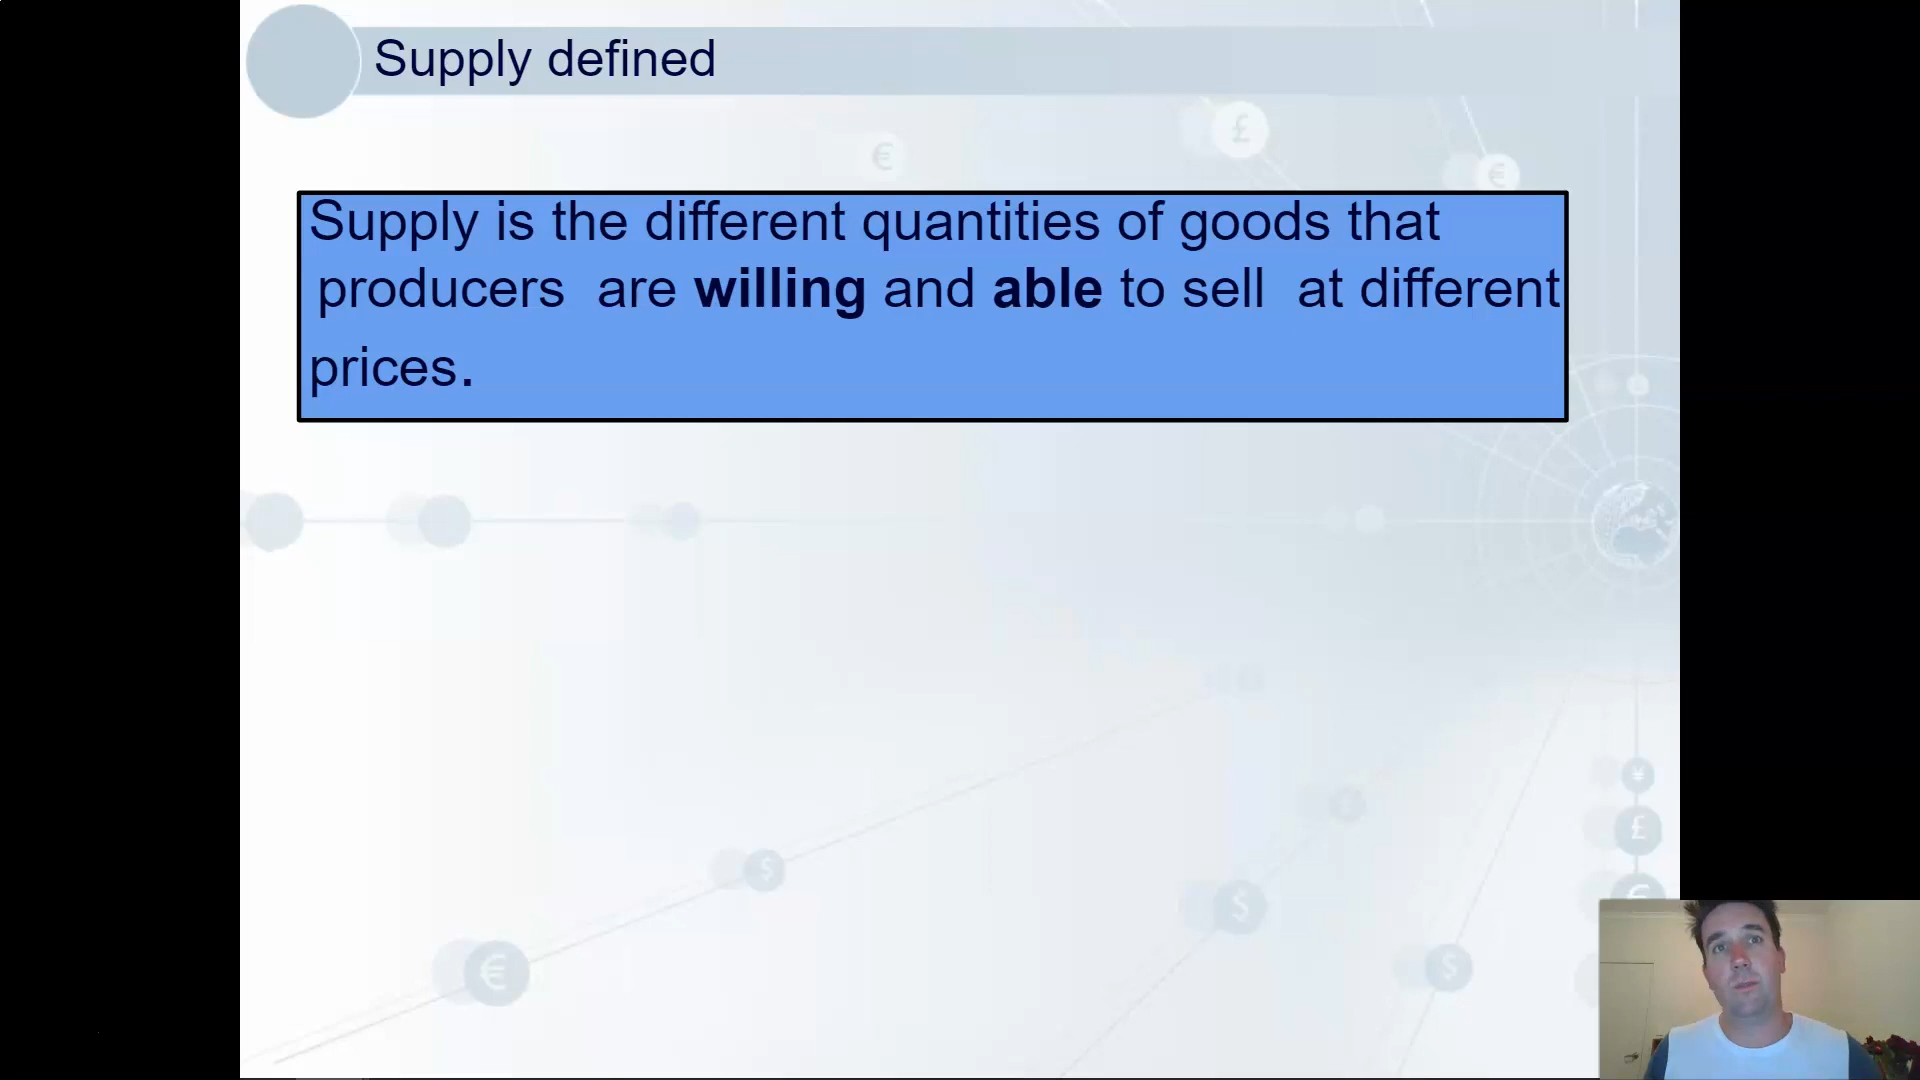 Supply defined
€
£
€
Supply is the different quantities of goods that
producers are willing and able to sell at different
prices.
¥
£
€
$
$
$
€